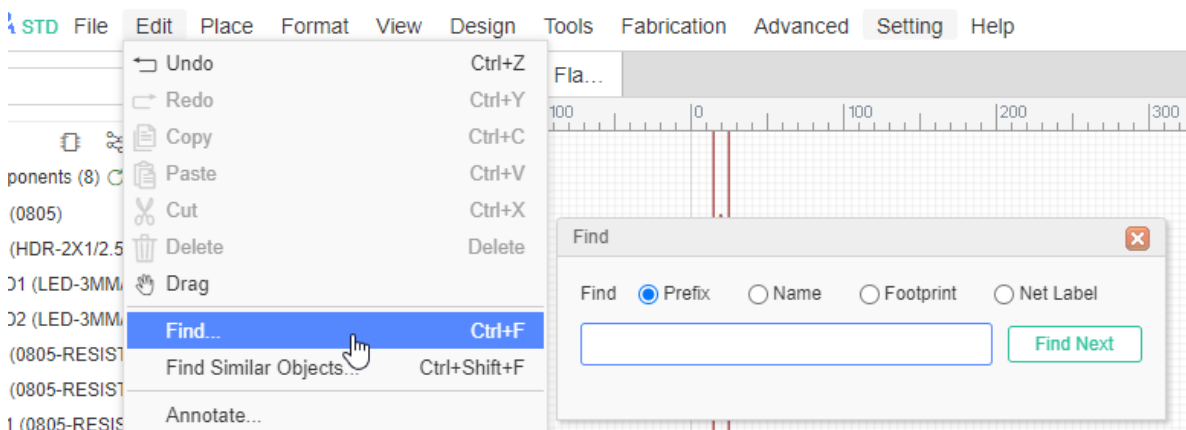 STD File Edit Place Format View Design Tools Fabrication Advanced Setting Help
Undo Ctrl+Z
Fla...
Redo Ctrl+Y
100 0 100 200 300
Copy Ctrl+C
ponents (8)
Paste Ctrl+V
(0805)
Cut Ctrl+X
(HDR-2X1/2.5
Delete Delete
Find
D1 (LED-3MM/
Drag
Find Prefix Name Footprint Net Label
D2 (LED-3MM/
Find... Ctrl+F
Find Next
(0805-RESIST
Find Similar Objects... Ctrl+Shift+F
(0805-RESIST
Annotate...
1 (0805-RESIS